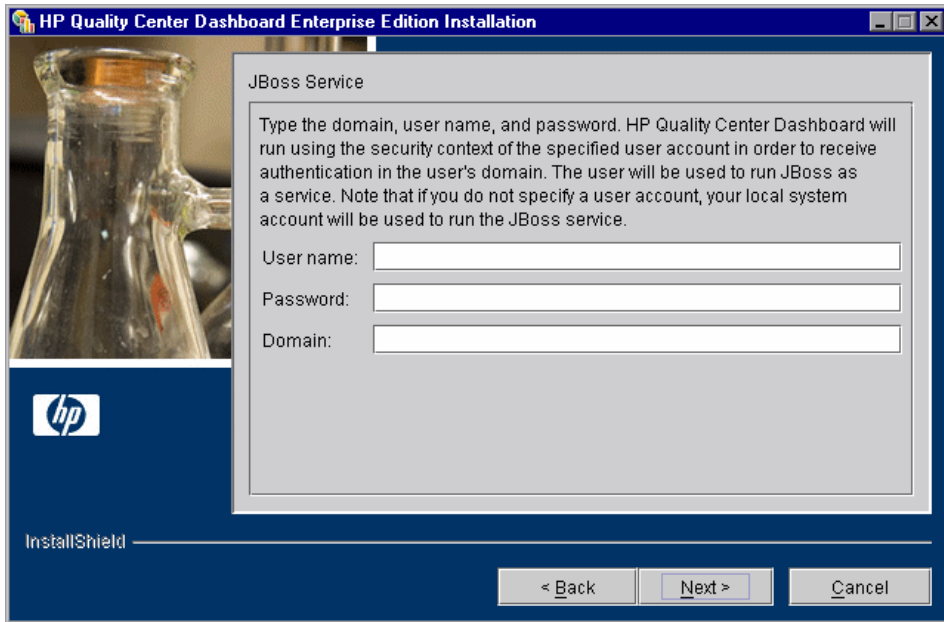 HP Quality Center Dashboard Enterprise Edition Installation
JBoss Service
Type the domain, user name, and password. HP Quality Center Dashboard will
run using the security context of the specified user account in order to receive
authentication in the user's domain. The user will be used to run JBoss as
a service. Note that if you do not specify a user account, your local system
account will be used to run the JBoss service.
User name:
Password:
Domain:
hp
InstallShield
< Back
Next >
Cancel